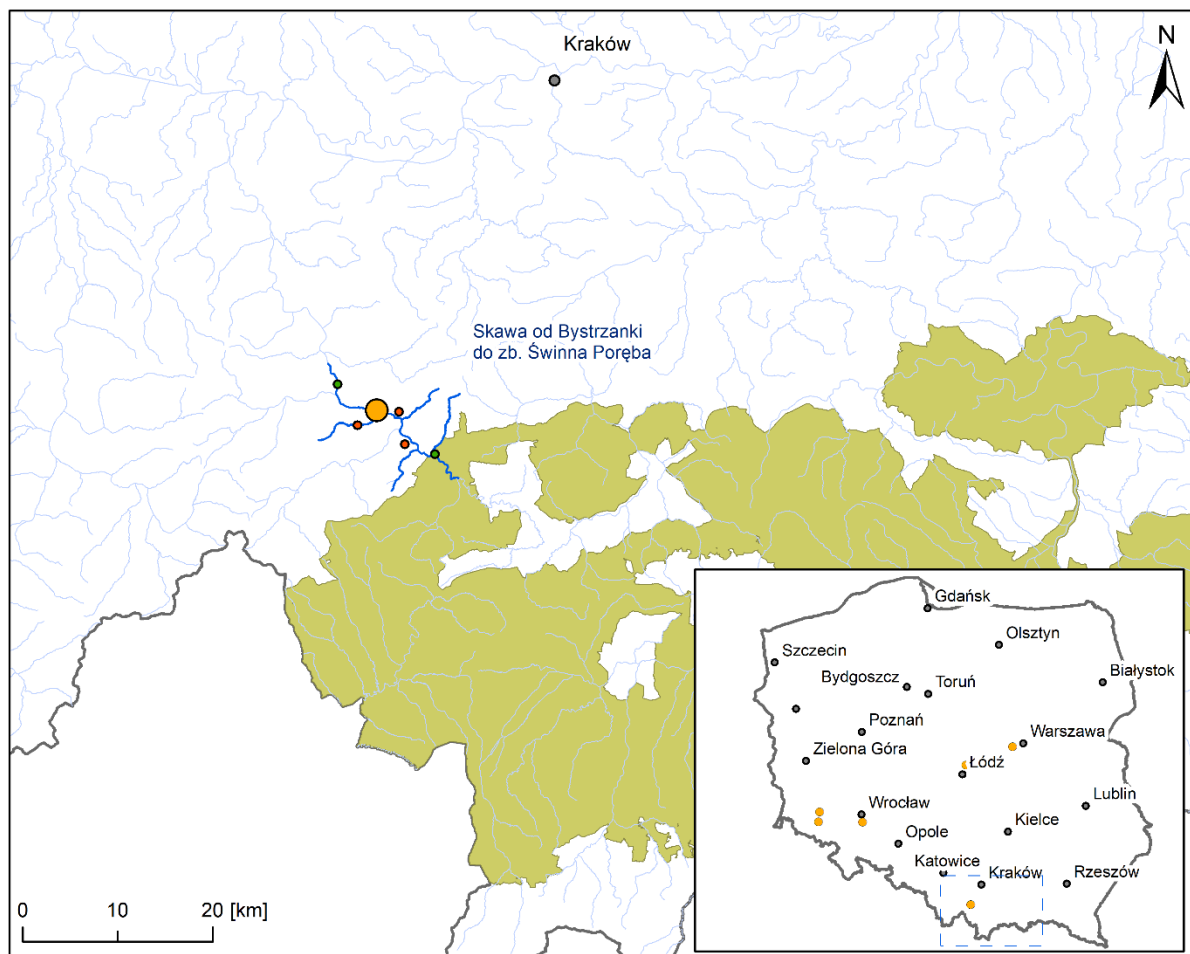 Kraków
N
Skawa od Bystrzanki
do zb. Świnna Poręba
Gdańsk
Olsztyn
Szczecin
Białystok
Bydgoszcz
Toruń
Poznań
Warszawa
Zielona Góra
Łódź
Lublin
Wrocław
Kielce
Opole
Katowice
Kraków
Rzeszów
0 10 20 [km]